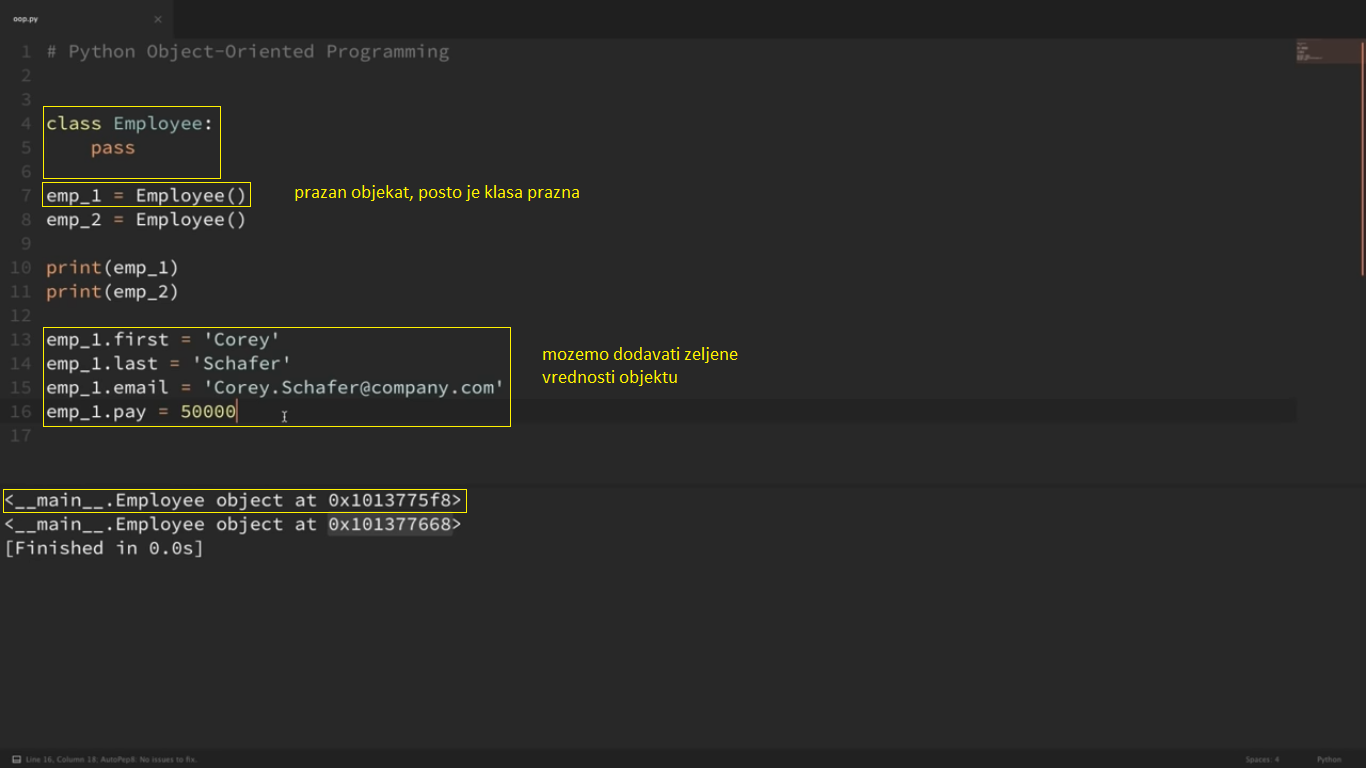 oop.py ×
1 # Python Object-Oriented Programming
2
3
4 class Employee:
5     pass
6
7 emp_1 = Employee() prazan objekat, posto je klasa prazna
8 emp_2 = Employee()
9
10 print(emp_1)
11 print(emp_2)
12
13 emp_1.first = 'Corey'
14 emp_1.last = 'Schafer' mozemo dodavati zeljene
15 emp_1.email = 'Corey.Schafer@company.com' vrednosti objektu
16 emp_1.pay = 50000
17
<__main__.Employee object at 0x1013775f8>
<__main__.Employee object at 0x101377668>
[Finished in 0.0s]
Line 16, Column 18; AutoPep8: No issues to fix. Spaces: 4 Python